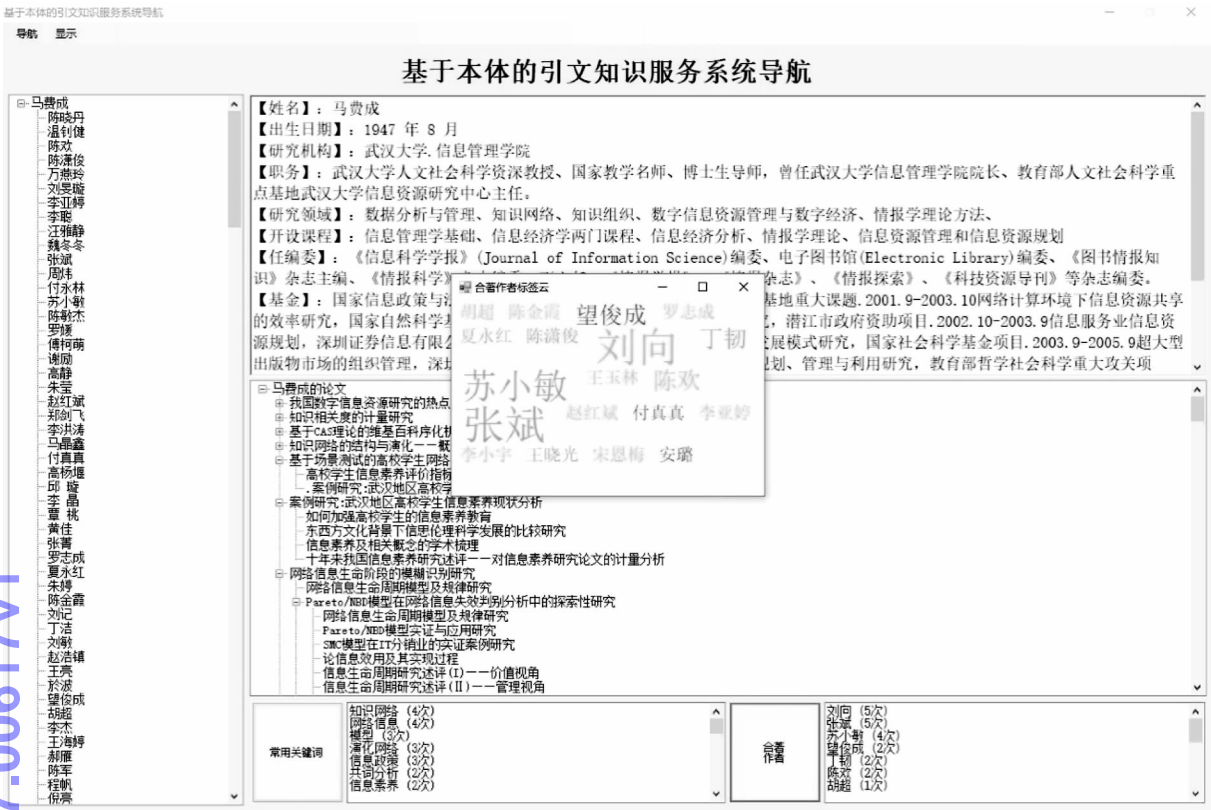 基于本体的引文知识服务系统导航
导航 显示
基于本体的引文知识服务系统导航
马费成
陈晓丹
温钊健
陈欢
陈潇俊
万燕玲
刘旻璇
李亚婷
李聪
汪雅静
魏冬冬
张斌
周炜
付永林
苏小敏
陈敏杰
罗媛
傅柯萌
谢励
高静
朱莹
赵红斌
郑剑飞
李洪涛
马晶鑫
付真真
高杨堰
邱 璇
李 晶
覃 桃
黄佳
张菁
罗志成
夏永红
朱婷
陈金霞
刘记
丁洁
刘敏
赵浩镇
王亮
於波
望俊成
胡超
李杰
王海婷
郝雁
陈军
程帆
倪亮
【姓名】：马费成
【出生日期】：1947 年 8 月
【研究机构】：武汉大学.信息管理学院
【职务】：武汉大学人文社会科学资深教授、国家教学名师、博士生导师，曾任武汉大学信息管理学院院长、教育部人文社会科学重
点基地武汉大学信息资源研究中心主任。
【研究领域】：数据分析与管理、知识网络、知识组织、数字信息资源管理与数字经济、情报学理论方法、
【开设课程】：信息管理学基础、信息经济学两门课程、信息经济分析、情报学理论、信息资源管理和信息资源规划
【任编委】：《信息科学学报》(Journal of Information Science)编委、电子图书馆(Electronic Library)编委、《图书情报知
识》杂志主编、《情报科学》 杂志》、《情报探索》、《科技资源导刊》等杂志编委。
【基金】：国家信息政策与法 基地重大课题.2001.9-2003.10网络计算环境下信息资源共享
的效率研究，国家自然科学基 ，潜江市政府资助项目.2002.10-2003.9信息服务业信息资
源规划，深圳证券信息有限公 展模式研究，国家社会科学基金项目.2003.9-2005.9超大型
出版物市场的组织管理，深圳 划、管理与利用研究，教育部哲学社会科学重大攻关项
合著作者标签云
胡超 陈金霞 望俊成 罗志成
夏永红 陈潇俊 刘向 丁韧
苏小敏 王玉林 陈欢
张斌 赵红斌 付真真 李亚婷
李小宇 王晓光 宋恩梅 安璐
马费成的论文
我国数字信息资源研究的热点
知识相关度的计量研究
基于CAS理论的维基百科序化机
知识网络的结构与演化——概
基于场景测试的高校学生网络
高校学生信息素养评价指标
.案例研究:武汉地区高校学
案例研究:武汉地区高校学生信息素养现状分析
如何加强高校学生的信息素养教育
东西方文化背景下信思伦理科学发展的比较研究
信息素养及相关概念的学术梳理
十年来我国信息素养研究述评——对信息素养研究论文的计量分析
网络信息生命阶段的模糊识别研究
网络信息生命周期模型及规律研究
Pareto/NBD模型在网络信息失效判别分析中的探索性研究
网络信息生命周期模型及规律研究
Pareto/NBD模型实证与应用研究
SMC模型在IT分销业的实证案例研究
论信息效用及其实现过程
信息生命周期研究述评(I)——价值视角
信息生命周期研究述评(Ⅱ)——管理视角
常用关键词
知识网络 (4次)
网络信息 (4次)
模型 (3次)
演化网络 (3次)
信息政策 (3次)
共词分析 (2次)
信息素养 (2次)
合著
作者
刘向 (5次)
张斌 (5次)
苏小敏 (4次)
望俊成 (2次)
丁韧 (2次)
陈欢 (2次)
胡超 (1次)